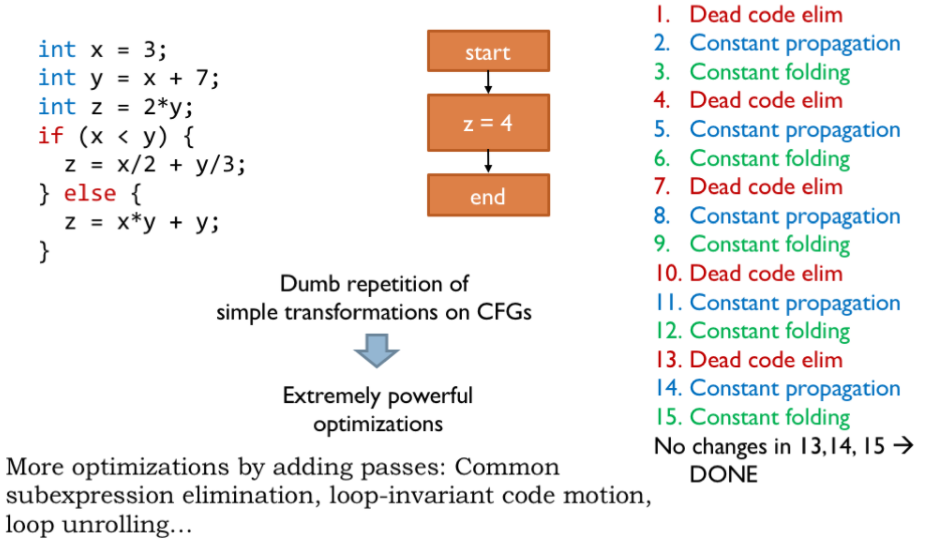 int x = 3;
int y = x + 7;
int z = 2*y;
if (x < y) {
  z = x/2 + y/3;
} else {
  z = x*y + y;
}
start
z = 4
end
Dumb repetition of
simple transformations on CFGs
Extremely powerful
optimizations
More optimizations by adding passes: Common
subexpression elimination, loop-invariant code motion,
loop unrolling…
1. Dead code elim
2. Constant propagation
3. Constant folding
4. Dead code elim
5. Constant propagation
6. Constant folding
7. Dead code elim
8. Constant propagation
9. Constant folding
10. Dead code elim
11. Constant propagation
12. Constant folding
13. Dead code elim
14. Constant propagation
15. Constant folding
No changes in 13,14, 15 →
DONE